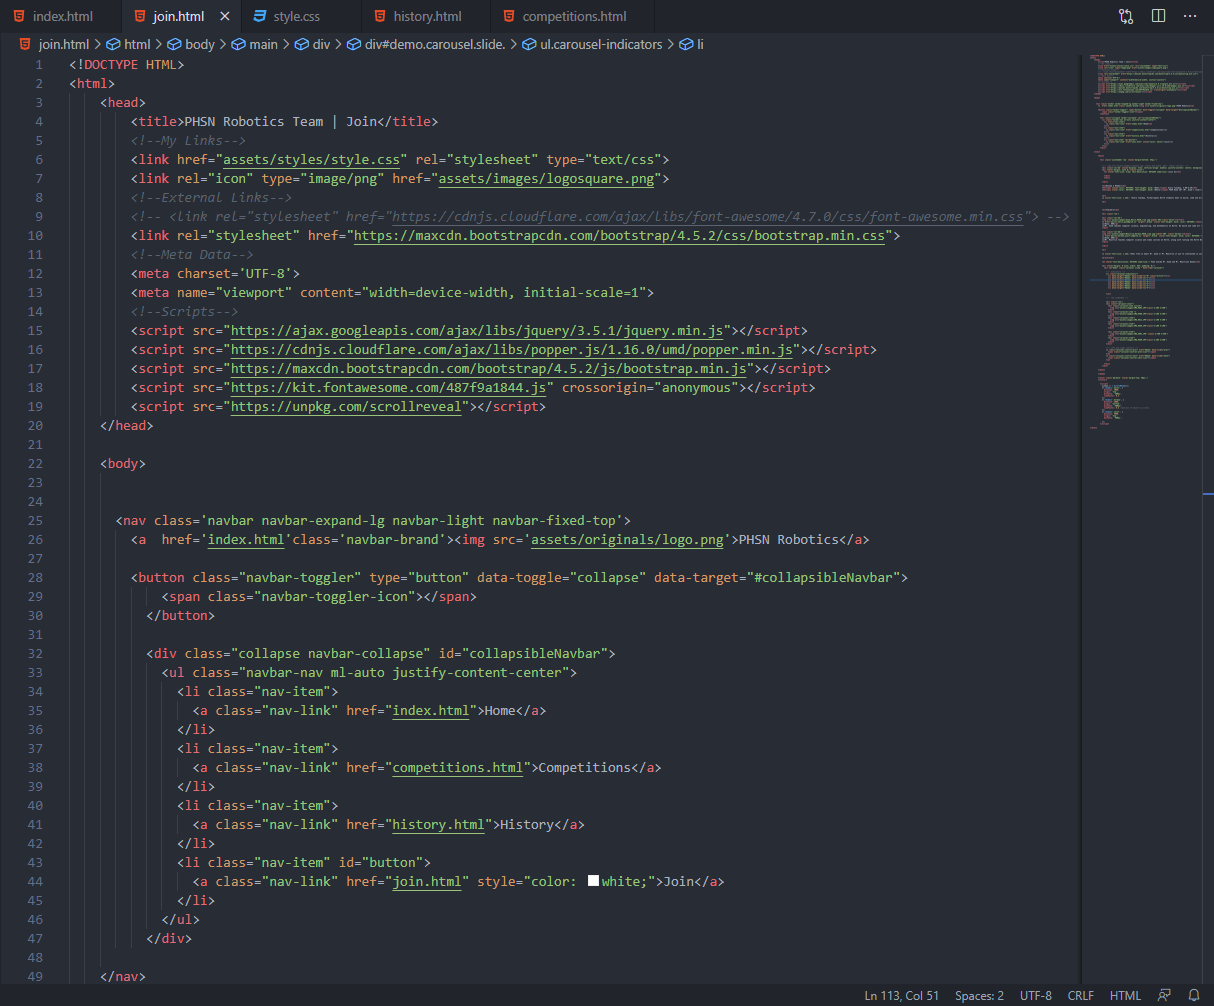 index.html
join.html
style.css
history.html
competitions.html
join.html > html > body > main > div > div#demo.carousel.slide. > ul.carousel-indicators > li
1 <!DOCTYPE HTML>
2 <html>
3 <head>
4 <title>PHSN Robotics Team | Join</title>
5 <!--My Links-->
6 <link href="assets/styles/style.css" rel="stylesheet" type="text/css">
7 <link rel="icon" type="image/png" href="assets/images/logosquare.png">
8 <!--External Links-->
9 <!-- <link rel="stylesheet" href="https://cdnjs.cloudflare.com/ajax/libs/font-awesome/4.7.0/css/font-awesome.min.css"> -->
10 <link rel="stylesheet" href="https://maxcdn.bootstrapcdn.com/bootstrap/4.5.2/css/bootstrap.min.css">
11 <!--Meta Data-->
12 <meta charset='UTF-8'>
13 <meta name="viewport" content="width=device-width, initial-scale=1">
14 <!--Scripts-->
15 <script src="https://ajax.googleapis.com/ajax/libs/jquery/3.5.1/jquery.min.js"></script>
16 <script src="https://cdnjs.cloudflare.com/ajax/libs/popper.js/1.16.0/umd/popper.min.js"></script>
17 <script src="https://maxcdn.bootstrapcdn.com/bootstrap/4.5.2/js/bootstrap.min.js"></script>
18 <script src="https://kit.fontawesome.com/487f9a1844.js" crossorigin="anonymous"></script>
19 <script src="https://unpkg.com/scrollreveal"></script>
20 </head>
21
22 <body>
23
24
25 <nav class='navbar navbar-expand-lg navbar-light navbar-fixed-top'>
26 <a  href='index.html'class='navbar-brand'><img src='assets/originals/logo.png'>PHSN Robotics</a>
27
28 <button class="navbar-toggler" type="button" data-toggle="collapse" data-target="#collapsibleNavbar">
29 <span class="navbar-toggler-icon"></span>
30 </button>
31
32 <div class="collapse navbar-collapse" id="collapsibleNavbar">
33 <ul class="navbar-nav ml-auto justify-content-center">
34 <li class="nav-item">
35 <a class="nav-link" href="index.html">Home</a>
36 </li>
37 <li class="nav-item">
38 <a class="nav-link" href="competitions.html">Competitions</a>
39 </li>
40 <li class="nav-item">
41 <a class="nav-link" href="history.html">History</a>
42 </li>
43 <li class="nav-item" id="button">
44 <a class="nav-link" href="join.html" style="color: white;">Join</a>
45 </li>
46 </ul>
47 </div>
48
49 </nav>
Ln 113, Col 51 Spaces: 2 UTF-8 CRLF HTML